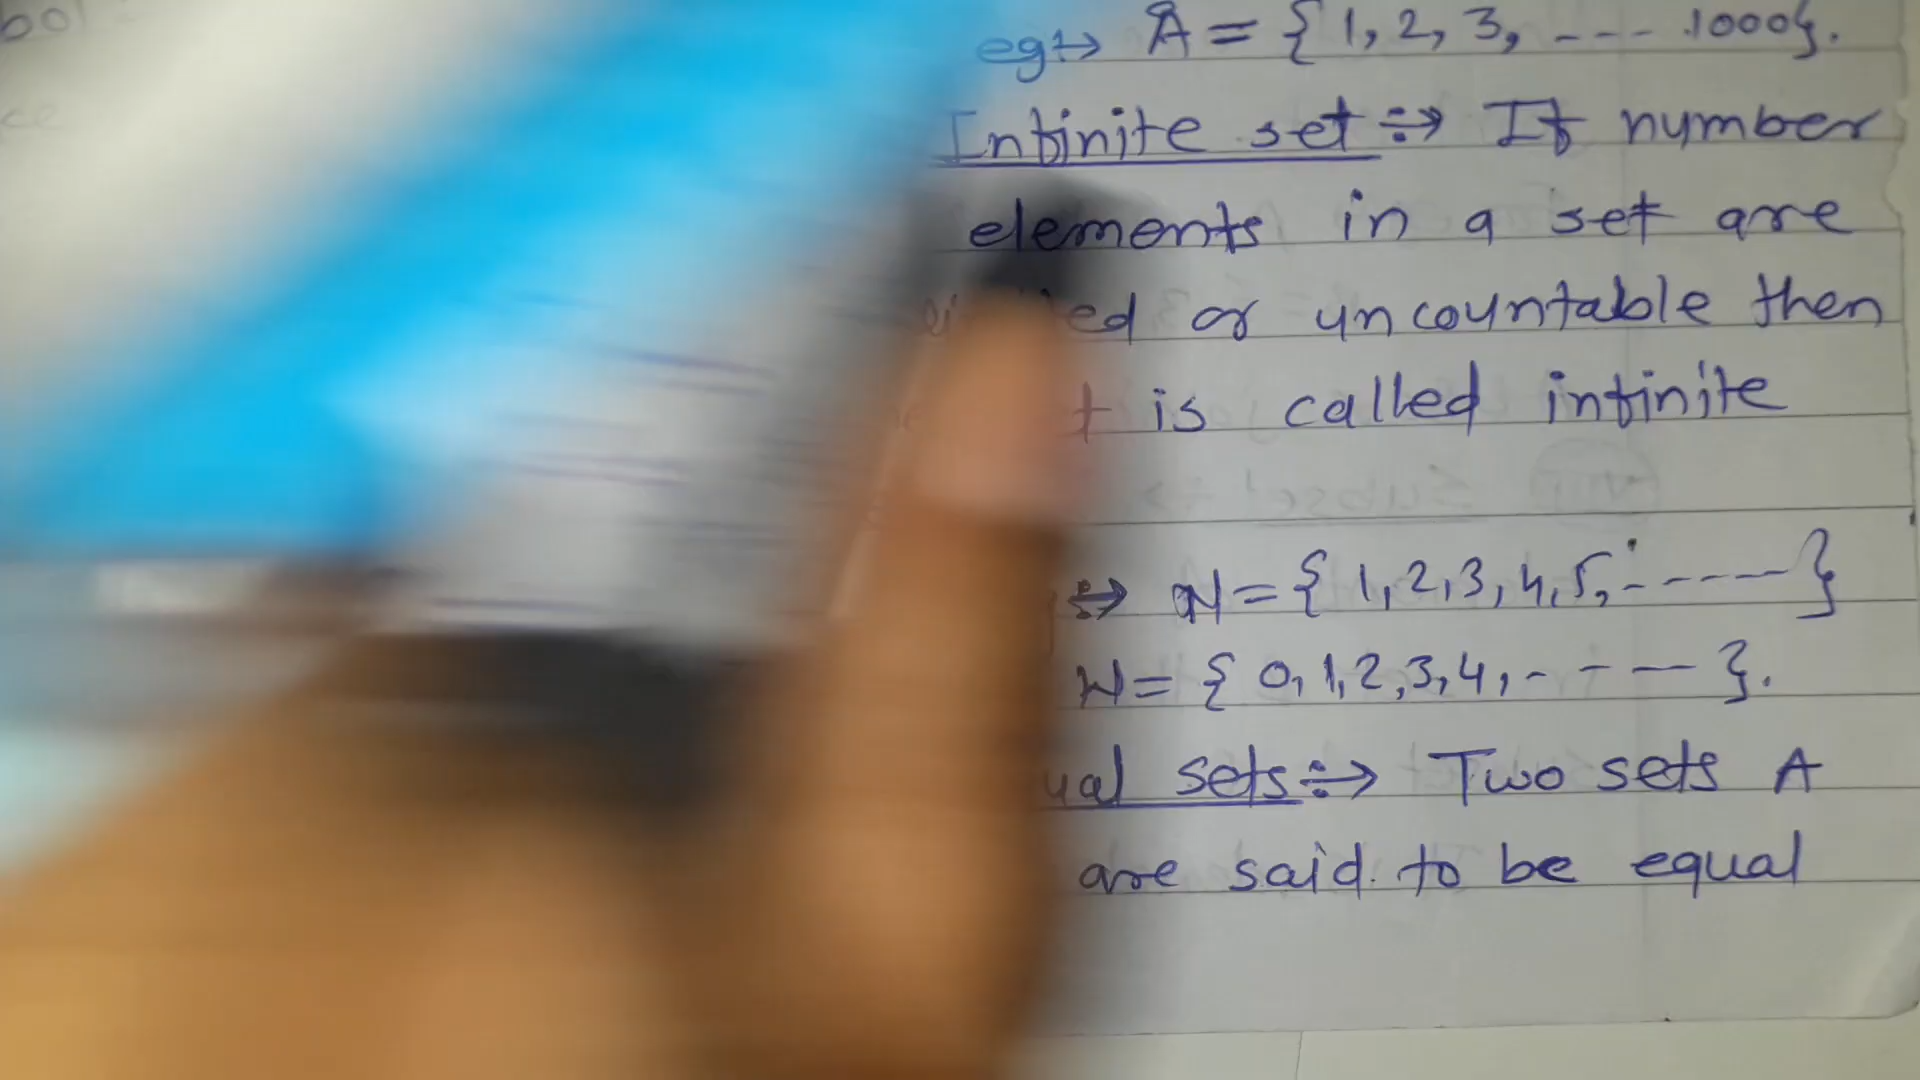 eg:→ A = { 1, 2, 3, ---- 1000}.
Infinite set :→ If number
elements in a set are
or uncountable then
is called infinite
:→ N = { 1, 2, 3, 4, 5, ------ }
W = { 0, 1, 2, 3, 4, - - — }.
sets :→ Two sets A
are said to be equal